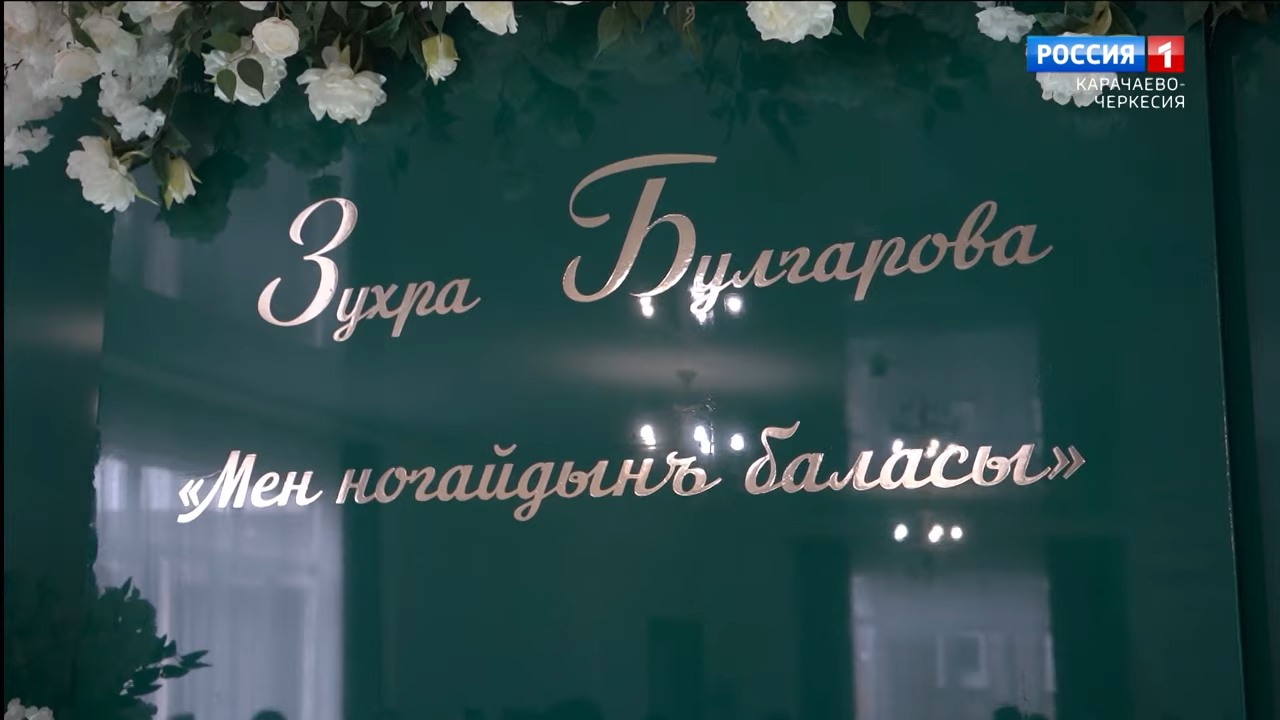 РОССИЯ 1
КАРАЧАЕВО-
ЧЕРКЕСИЯ
Зухра Булгарова
«Мен ногайдынъ баласы»